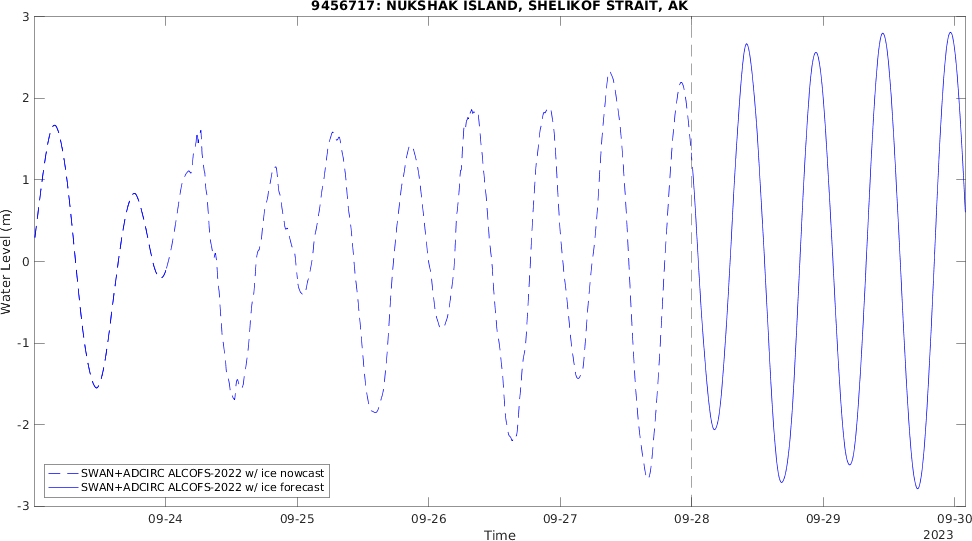 9456717: NUKSHAK ISLAND, SHELIKOF STRAIT, AK
3
2
1
0
-1
-2
-3
Water Level (m)
SWAN+ADCIRC ALCOFS-2022 w/ ice nowcast
SWAN+ADCIRC ALCOFS-2022 w/ ice forecast
09-24 09-25 09-26 09-27 09-28 09-29 09-30
Time
2023